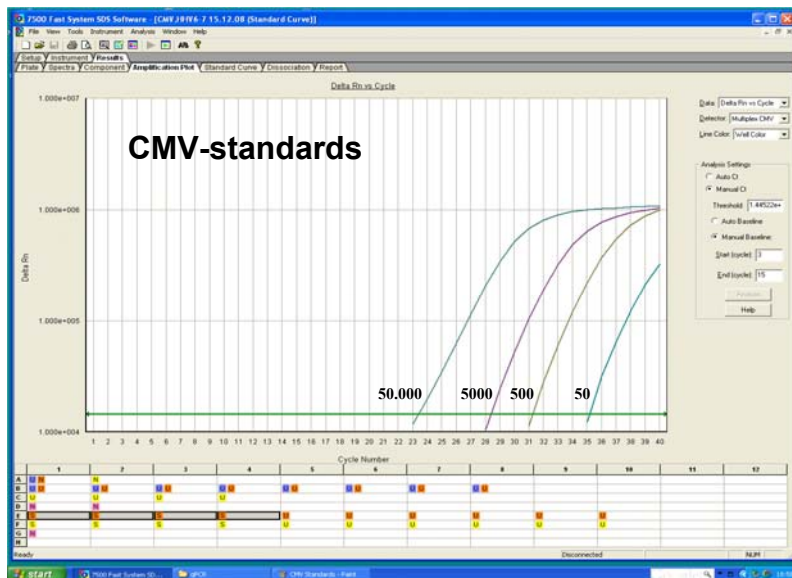 7500 Fast System SDS Software - [CMV,HHV6-7 15.12.08 (Standard Curve)]
File View Tools Instrument Analysis Window Help
Setup Instrument Results
Plate Spectra Component Amplification Plot Standard Curve Dissociation Report
Delta Rn vs Cycle
CMV-standards
Data: Delta Rn vs Cycle
Detector: Multiplex CMV
Line Color: Well Color
Analysis Settings
Auto Ct
Manual Ct
Threshold: 1.44522e+
Auto Baseline
Manual Baseline:
Start (cycle): 3
End (cycle): 15
Help
1.000e+007
1.000e+006
1.000e+005
1.000e+004
Delta Rn
50.000 5000 500 50
1 2 3 4 5 6 7 8 9 10 11 12 13 14 15 16 17 18 19 20 21 22 23 24 25 26 27 28 29 30 31 32 33 34 35 36 37 38 39 40
Cycle Number
1 2 3 4 5 6 7 8 9 10 11 12
A U N N
B U U U U U U U U U U U U U U U U
C U U U U
D N N
E S S S S U U U U U U
F S S S S U U U U U U
G N
H
Ready Disconnected NUM
start 7500 Fast System SD... qPCR CMV Standards - Paint